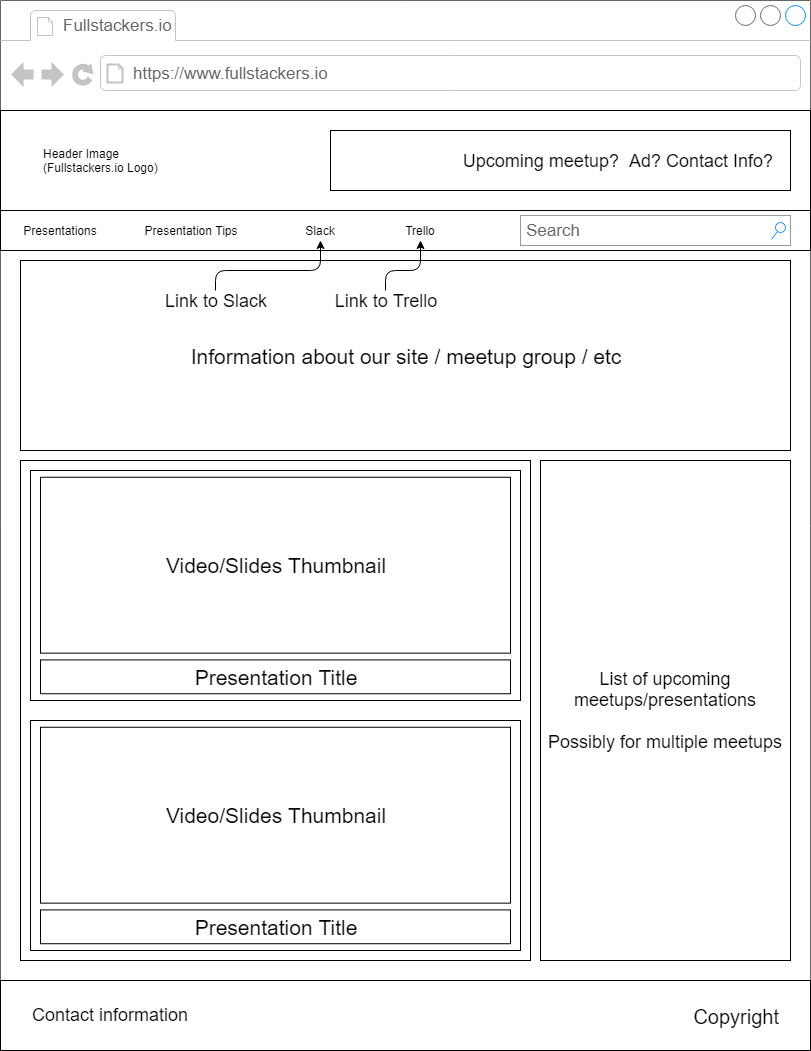 Fullstackers.io
https://www.fullstackers.io
Header Image
(Fullstackers.io Logo)
Upcoming meetup?  Ad? Contact Info?
Presentations
Presentation Tips
Slack
Trello
Search
Link to Slack
Link to Trello
Information about our site / meetup group / etc
Video/Slides Thumbnail
Presentation Title
Video/Slides Thumbnail
Presentation Title
List of upcoming
meetups/presentations
Possibly for multiple meetups
Contact information
Copyright